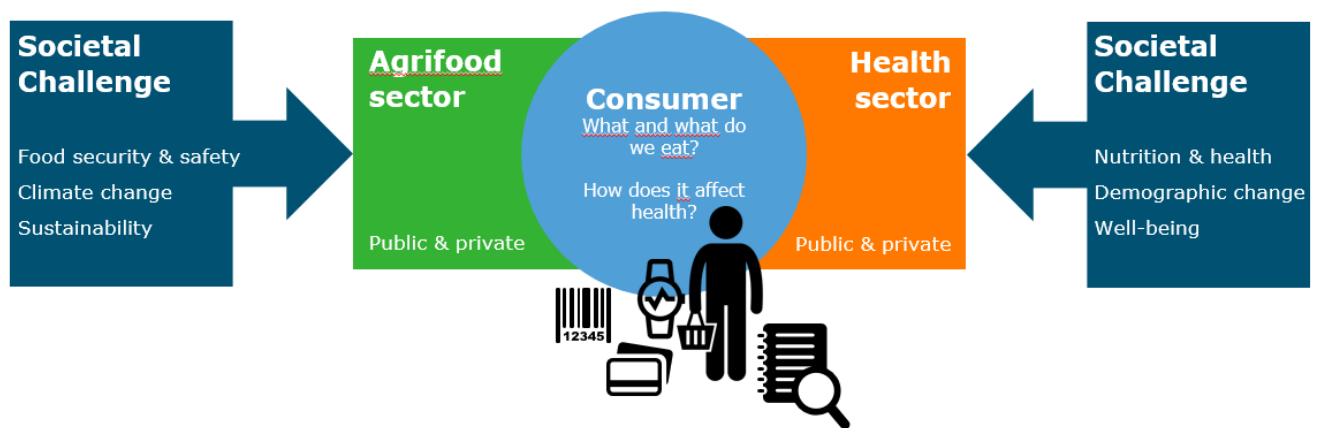 Societal
Challenge
Food security & safety
Climate change
Sustainability
Agrifood
sector
Public & private
Consumer
What and what do
we eat?
How does it affect
health?
Health
sector
Public & private
Societal
Challenge
Nutrition & health
Demographic change
Well-being
12345